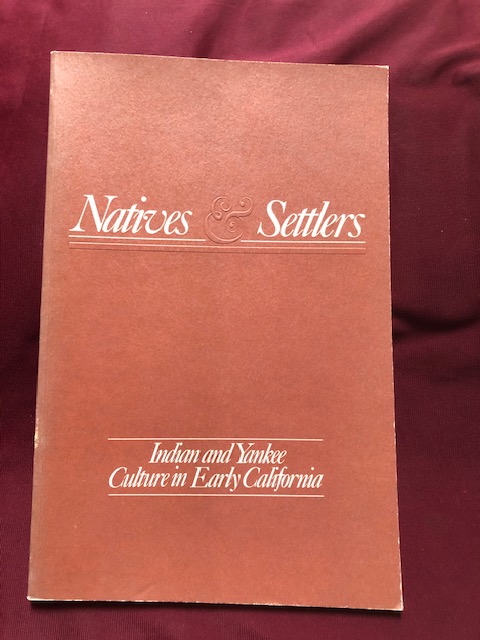 Natives & Settlers
Indian and Yankee
Culture in Early California